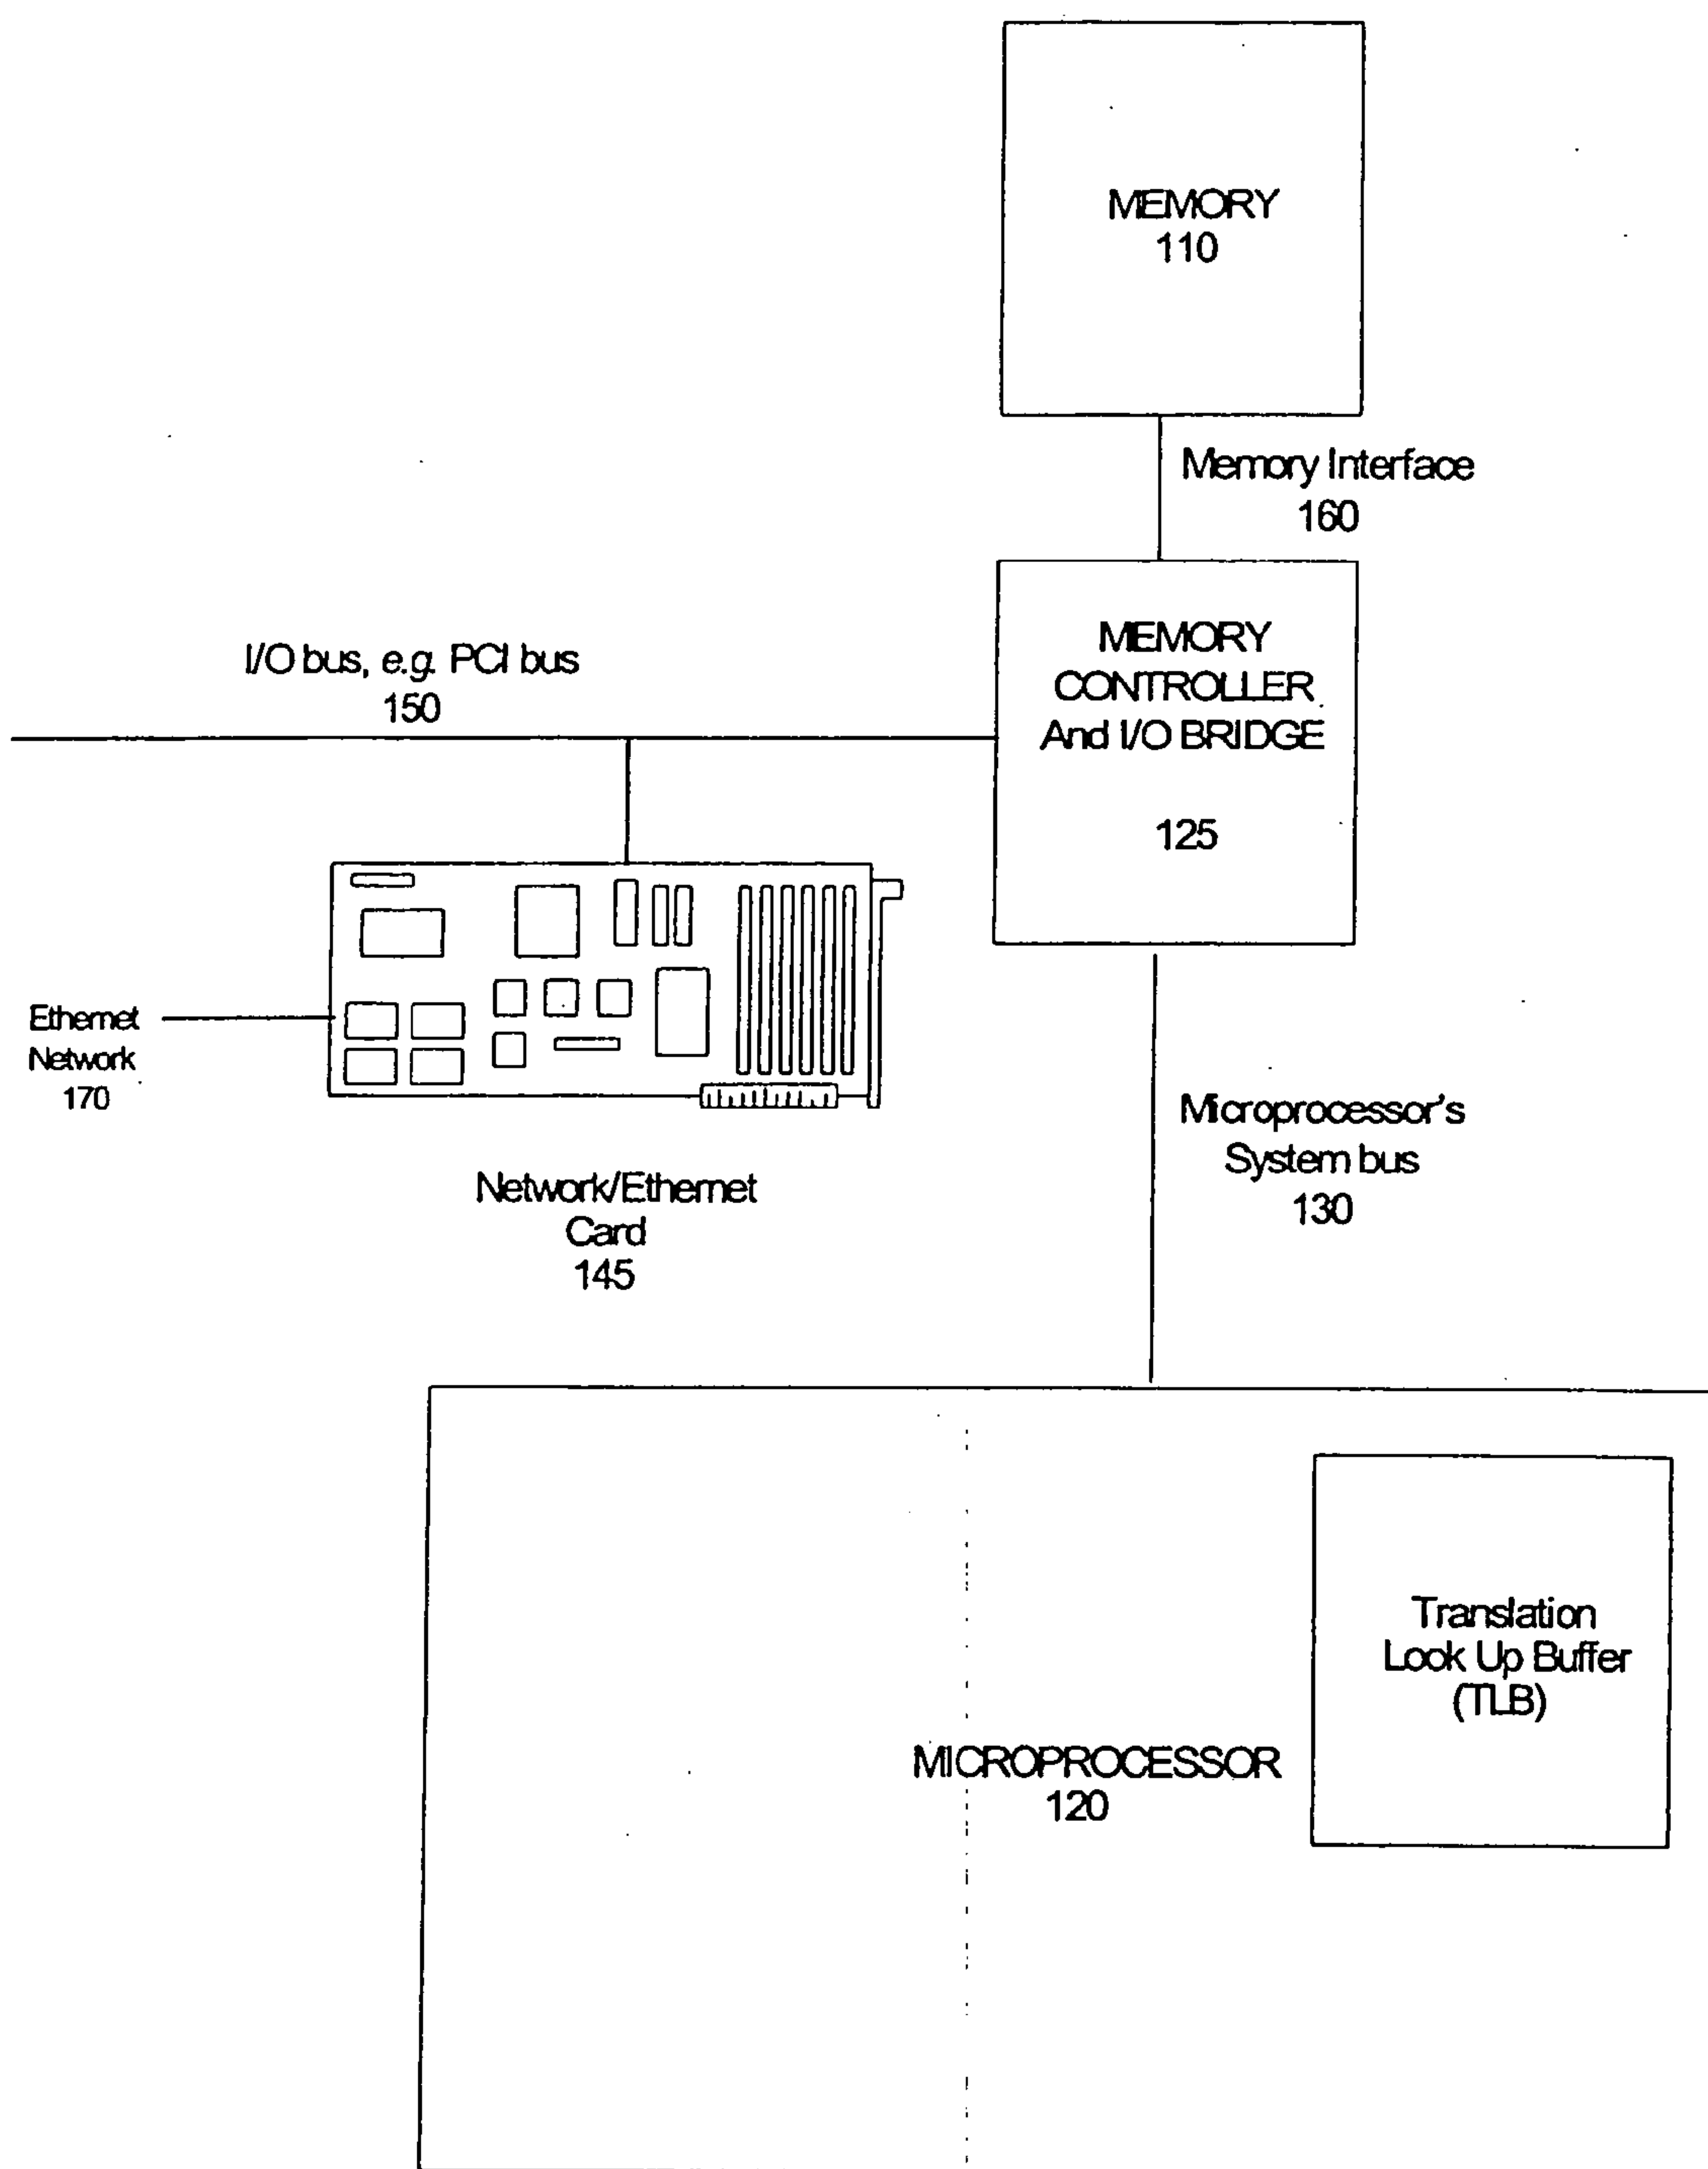 MEMORY
110
Memory Interface
160
I/O bus, e.g. PCI bus
150
MEMORY
CONTROLLER
And I/O BRIDGE
125
Ethernet
Network
170
Network/Ethernet
Card
145
Microprocessor's
System bus
130
Translation
Look Up Buffer
(TLB)
MICROPROCESSOR
120